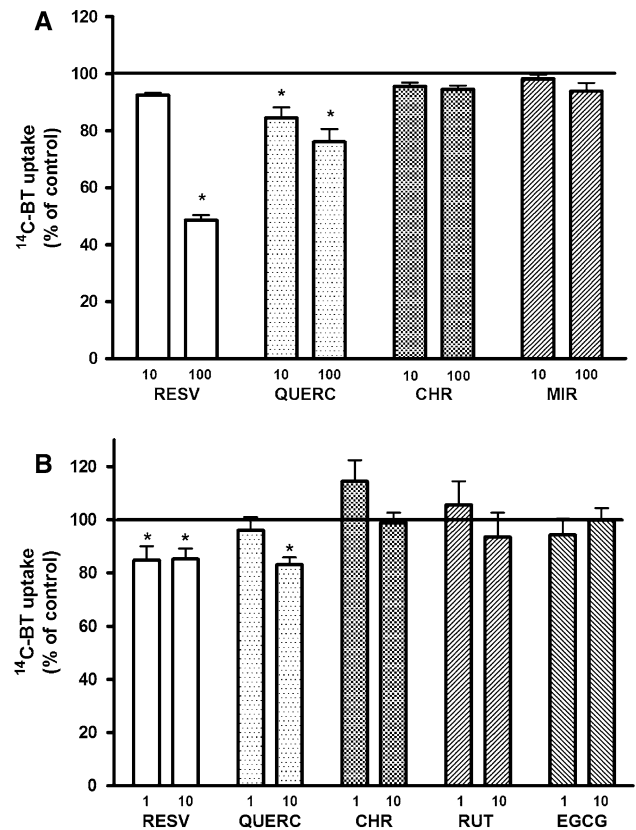 A
120
100
80
60
40
20
0
¹⁴C-BT uptake
(% of control)
* * *
10 100 10 100 10 100 10 100
RESV QUERC CHR MIR
B
120
100
80
60
40
20
0
¹⁴C-BT uptake
(% of control)
* * *
1 10 1 10 1 10 1 10 1 10
RESV QUERC CHR RUT EGCG